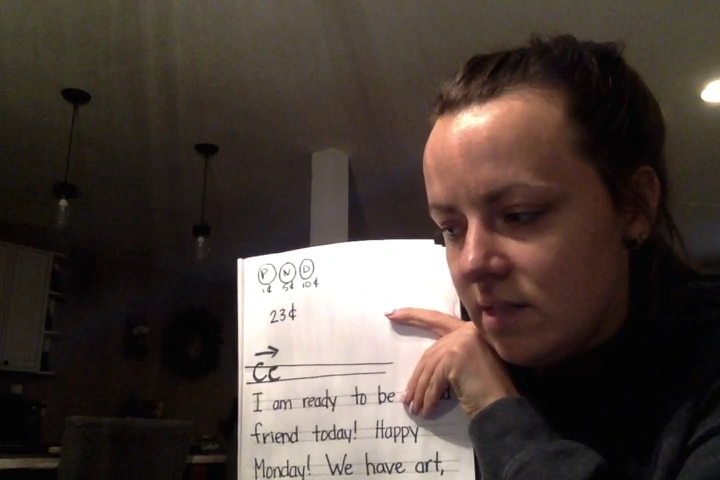 P N D
1¢ 5¢ 10¢
23¢
Cc
I am ready to be
friend today! Happy
Monday! We have art,